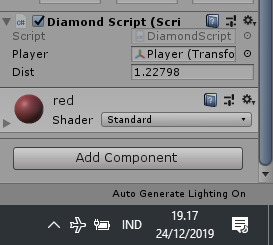 Diamond Script (Scri
Script DiamondScript
Player Player (Transfo
Dist 1.22798
red
Shader Standard
Add Component
Auto Generate Lighting On
IND 19.17
24/12/2019